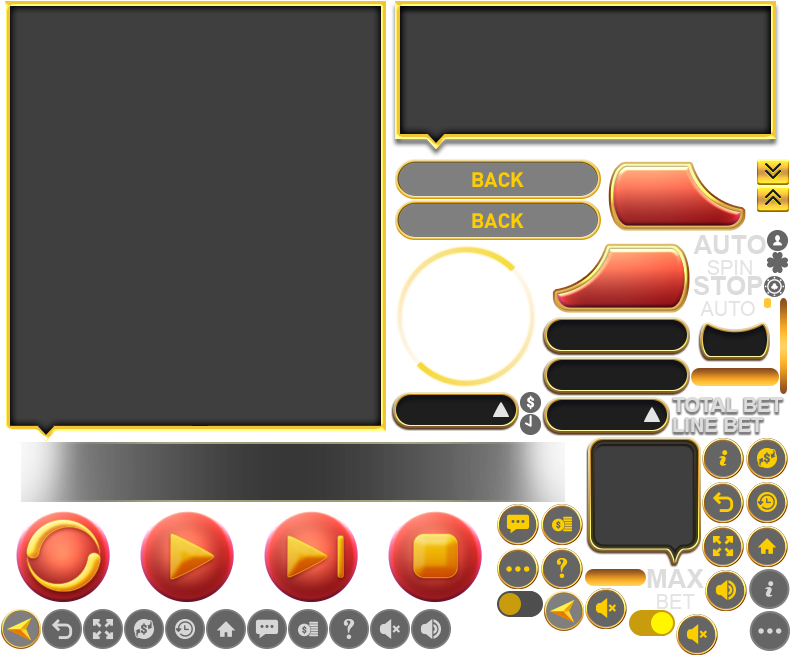 BACK
BACK
AUTO
SPIN
STOP
AUTO
TOTAL BET
LINE BET
MAX
BET